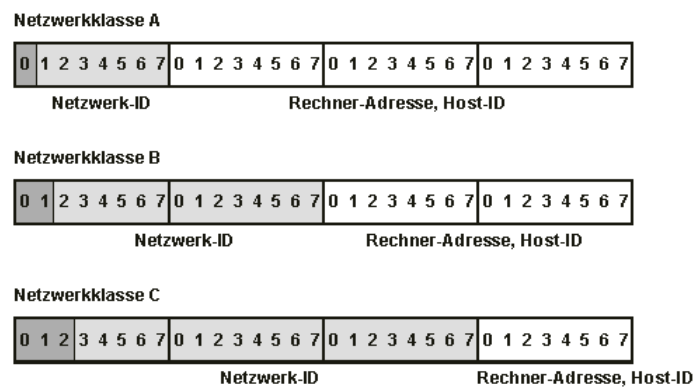 Netzwerkklasse A
0 1 2 3 4 5 6 7 0 1 2 3 4 5 6 7 0 1 2 3 4 5 6 7 0 1 2 3 4 5 6 7
Netzwerk-ID Rechner-Adresse, Host-ID
Netzwerkklasse B
0 1 2 3 4 5 6 7 0 1 2 3 4 5 6 7 0 1 2 3 4 5 6 7 0 1 2 3 4 5 6 7
Netzwerk-ID Rechner-Adresse, Host-ID
Netzwerkklasse C
0 1 2 3 4 5 6 7 0 1 2 3 4 5 6 7 0 1 2 3 4 5 6 7 0 1 2 3 4 5 6 7
Netzwerk-ID Rechner-Adresse, Host-ID